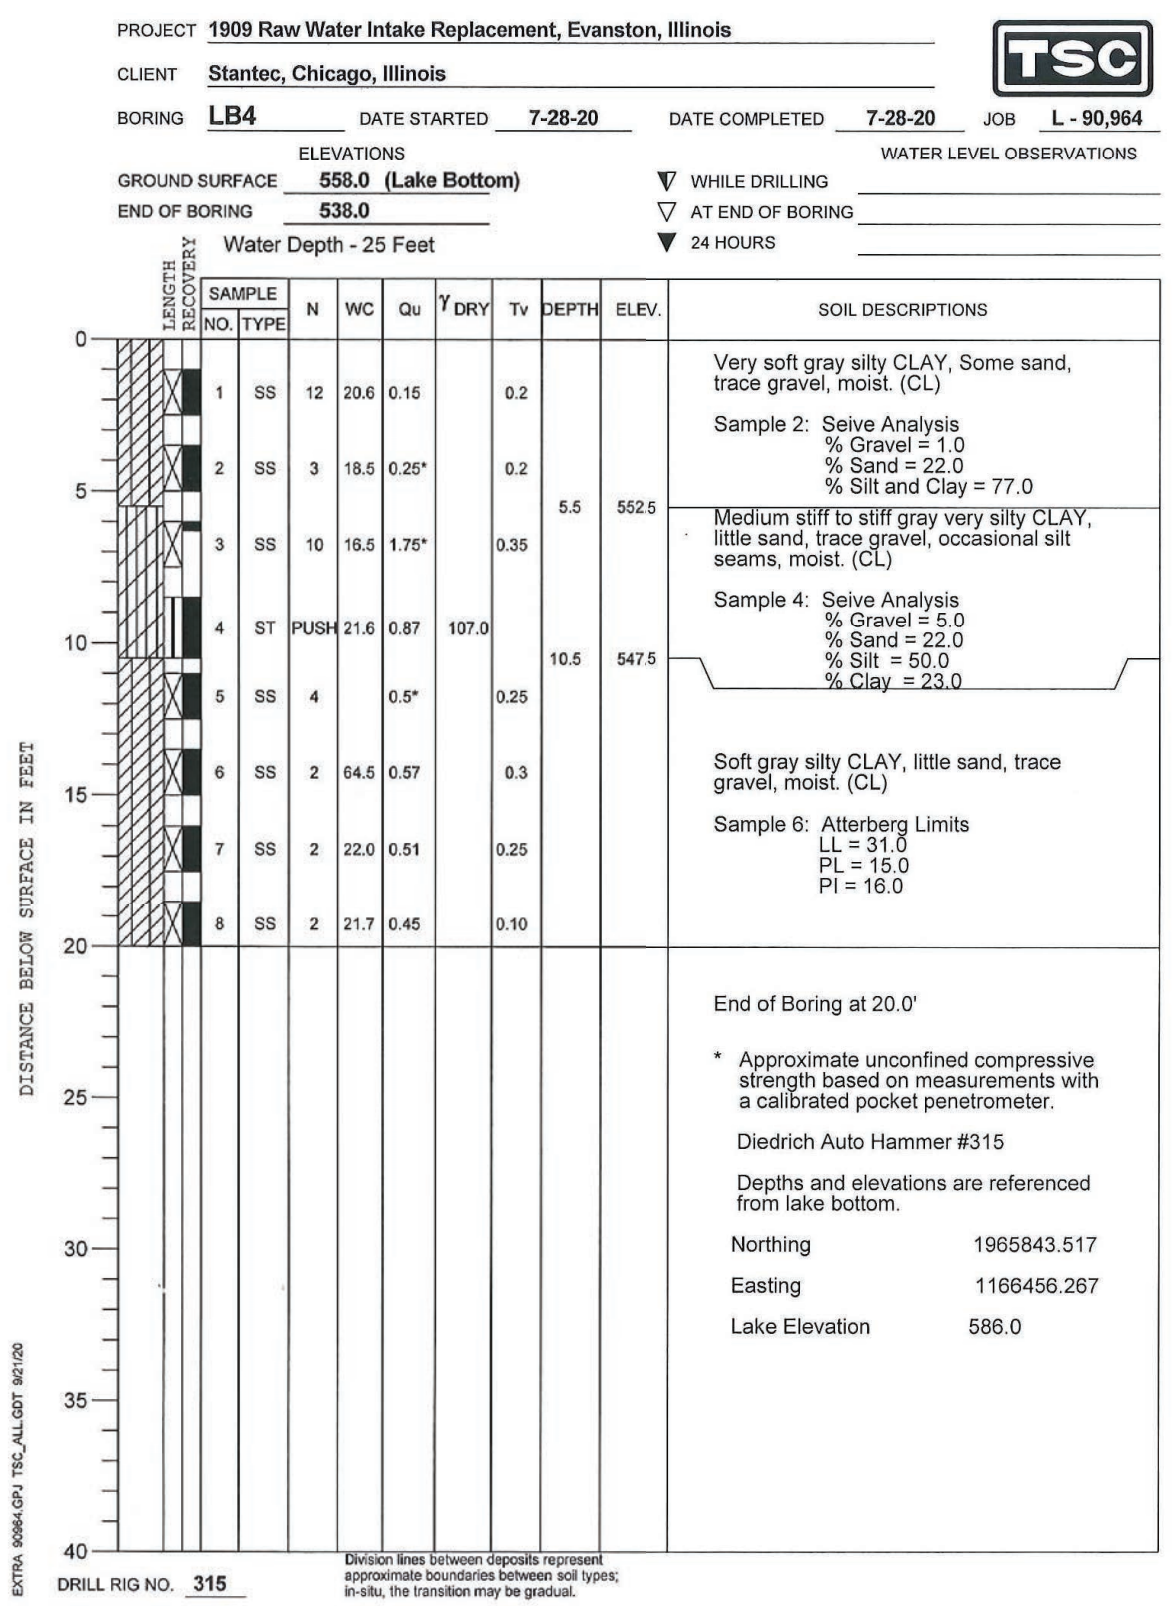 PROJECT 1909 Raw Water Intake Replacement, Evanston, Illinois
TSC
CLIENT Stantec, Chicago, Illinois
BORING LB4 DATE STARTED 7-28-20 DATE COMPLETED 7-28-20 JOB L - 90,964
ELEVATIONS WATER LEVEL OBSERVATIONS
GROUND SURFACE 558.0 (Lake Bottom) WHILE DRILLING
END OF BORING 538.0 AT END OF BORING
Water Depth - 25 Feet 24 HOURS
LENGTH
RECOVERY
SAMPLE
NO. TYPE N WC Qu γ DRY Tv DEPTH ELEV. SOIL DESCRIPTIONS
0
Very soft gray silty CLAY, Some sand,
trace gravel, moist. (CL)
1 SS 12 20.6 0.15 0.2
Sample 2: Seive Analysis
% Gravel = 1.0
% Sand = 22.0
% Silt and Clay = 77.0
2 SS 3 18.5 0.25* 0.2
5
5.5 552.5
Medium stiff to stiff gray very silty CLAY,
little sand, trace gravel, occasional silt
seams, moist. (CL)
3 SS 10 16.5 1.75* 0.35
Sample 4: Seive Analysis
% Gravel = 5.0
% Sand = 22.0
% Silt = 50.0
% Clay = 23.0
4 ST PUSH 21.6 0.87 107.0
10
10.5 547.5
5 SS 4 0.5* 0.25
Soft gray silty CLAY, little sand, trace
gravel, moist. (CL)
6 SS 2 64.5 0.57 0.3
15
Sample 6: Atterberg Limits
LL = 31.0
PL = 15.0
PI = 16.0
7 SS 2 22.0 0.51 0.25
8 SS 2 21.7 0.45 0.10
20
End of Boring at 20.0'
* Approximate unconfined compressive
strength based on measurements with
a calibrated pocket penetrometer.
25
Diedrich Auto Hammer #315
Depths and elevations are referenced
from lake bottom.
30
Northing 1965843.517
Easting 1166456.267
Lake Elevation 586.0
35
40
DISTANCE BELOW SURFACE IN FEET
EXTRA 90964.GPJ TSC_ALL.GDT 9/21/20
Division lines between deposits represent
approximate boundaries between soil types;
in-situ, the transition may be gradual.
DRILL RIG NO. 315